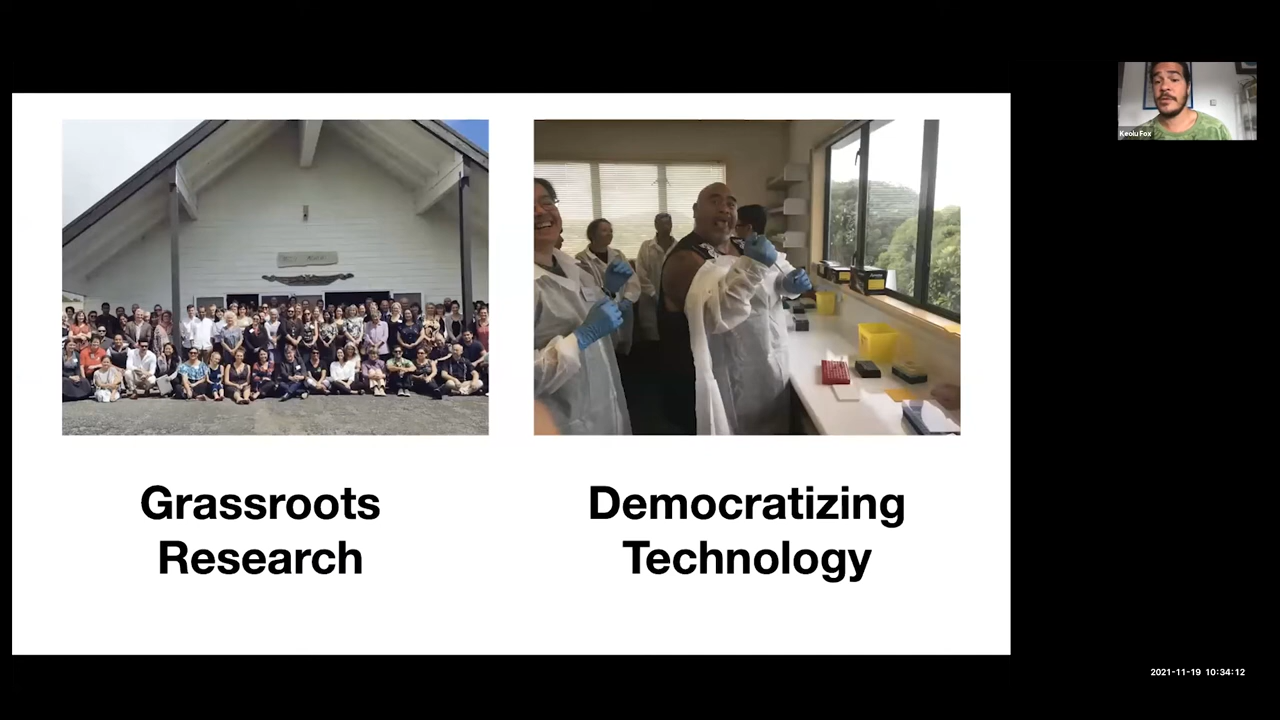 Grassroots
Research
Democratizing
Technology
Keolu Fox
2021-11-19 10:34:12